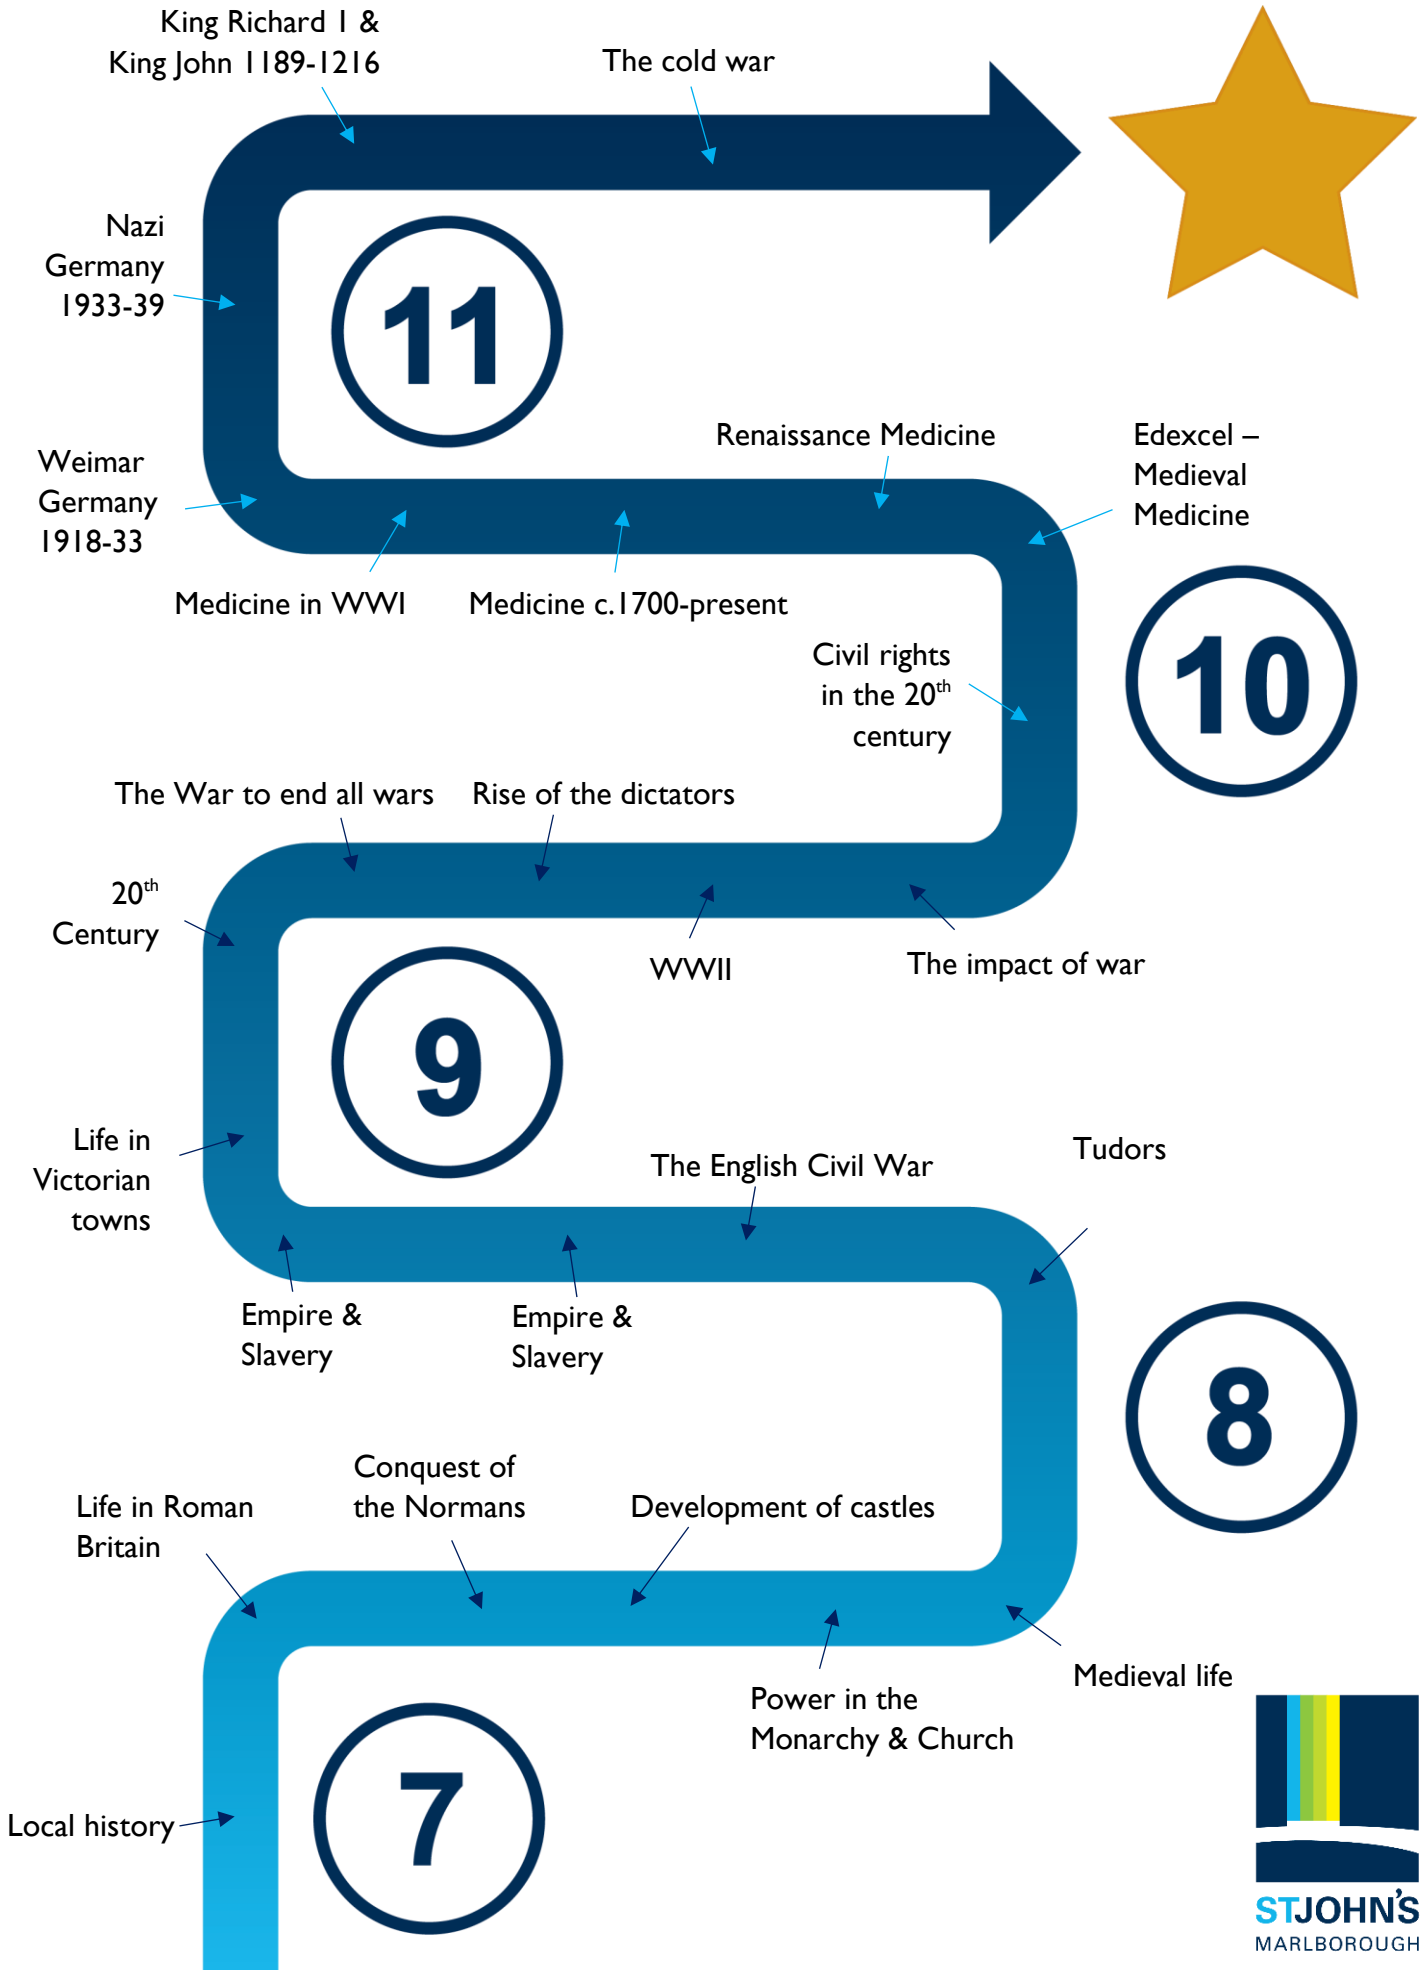 King Richard 1 &
King John 1189-1216
The cold war
Nazi
Germany
1933-39
11
Renaissance Medicine
Edexcel –
Medieval
Medicine
Weimar
Germany
1918-33
Medicine in WWI
Medicine c.1700-present
10
Civil rights
in the 20th
century
The War to end all wars
Rise of the dictators
20th
Century
WWII
The impact of war
9
Life in
Victorian
towns
The English Civil War
Tudors
Empire &
Slavery
Empire &
Slavery
8
Conquest of
the Normans
Life in Roman
Britain
Development of castles
Medieval life
Power in the
Monarchy & Church
7
Local history
STJOHN'S
MARLBOROUGH